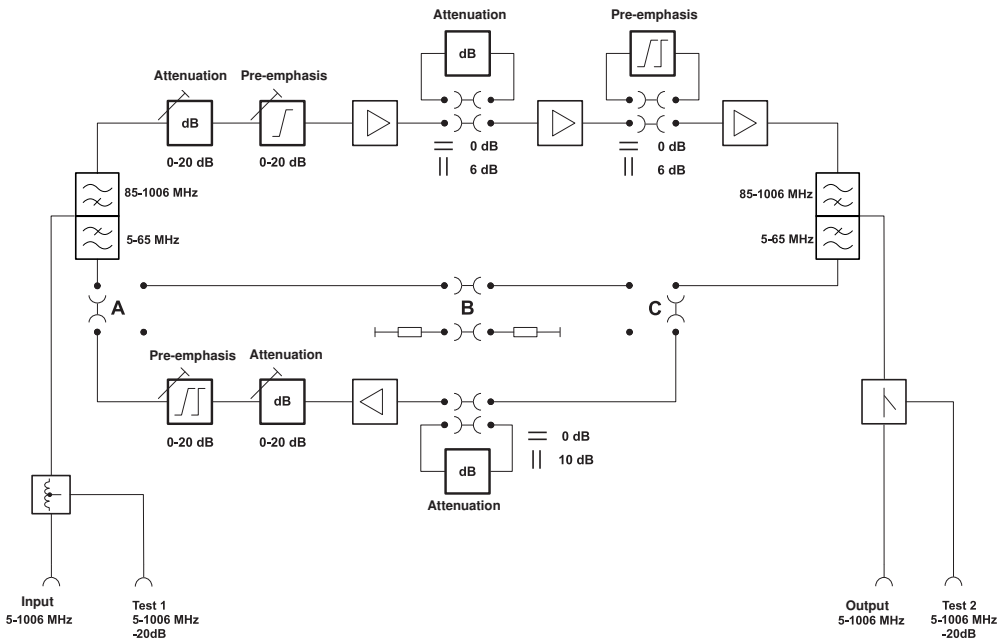 Attenuation
Pre-emphasis
dB
Attenuation
Pre-emphasis
dB
0-20 dB
0-20 dB
0 dB
6 dB
0 dB
6 dB
85-1006 MHz
5-65 MHz
85-1006 MHz
5-65 MHz
A
B
C
Pre-emphasis
Attenuation
dB
0-20 dB
0-20 dB
0 dB
10 dB
dB
Attenuation
Input
5-1006 MHz
Test 1
5-1006 MHz
-20dB
Output
5-1006 MHz
Test 2
5-1006 MHz
-20dB